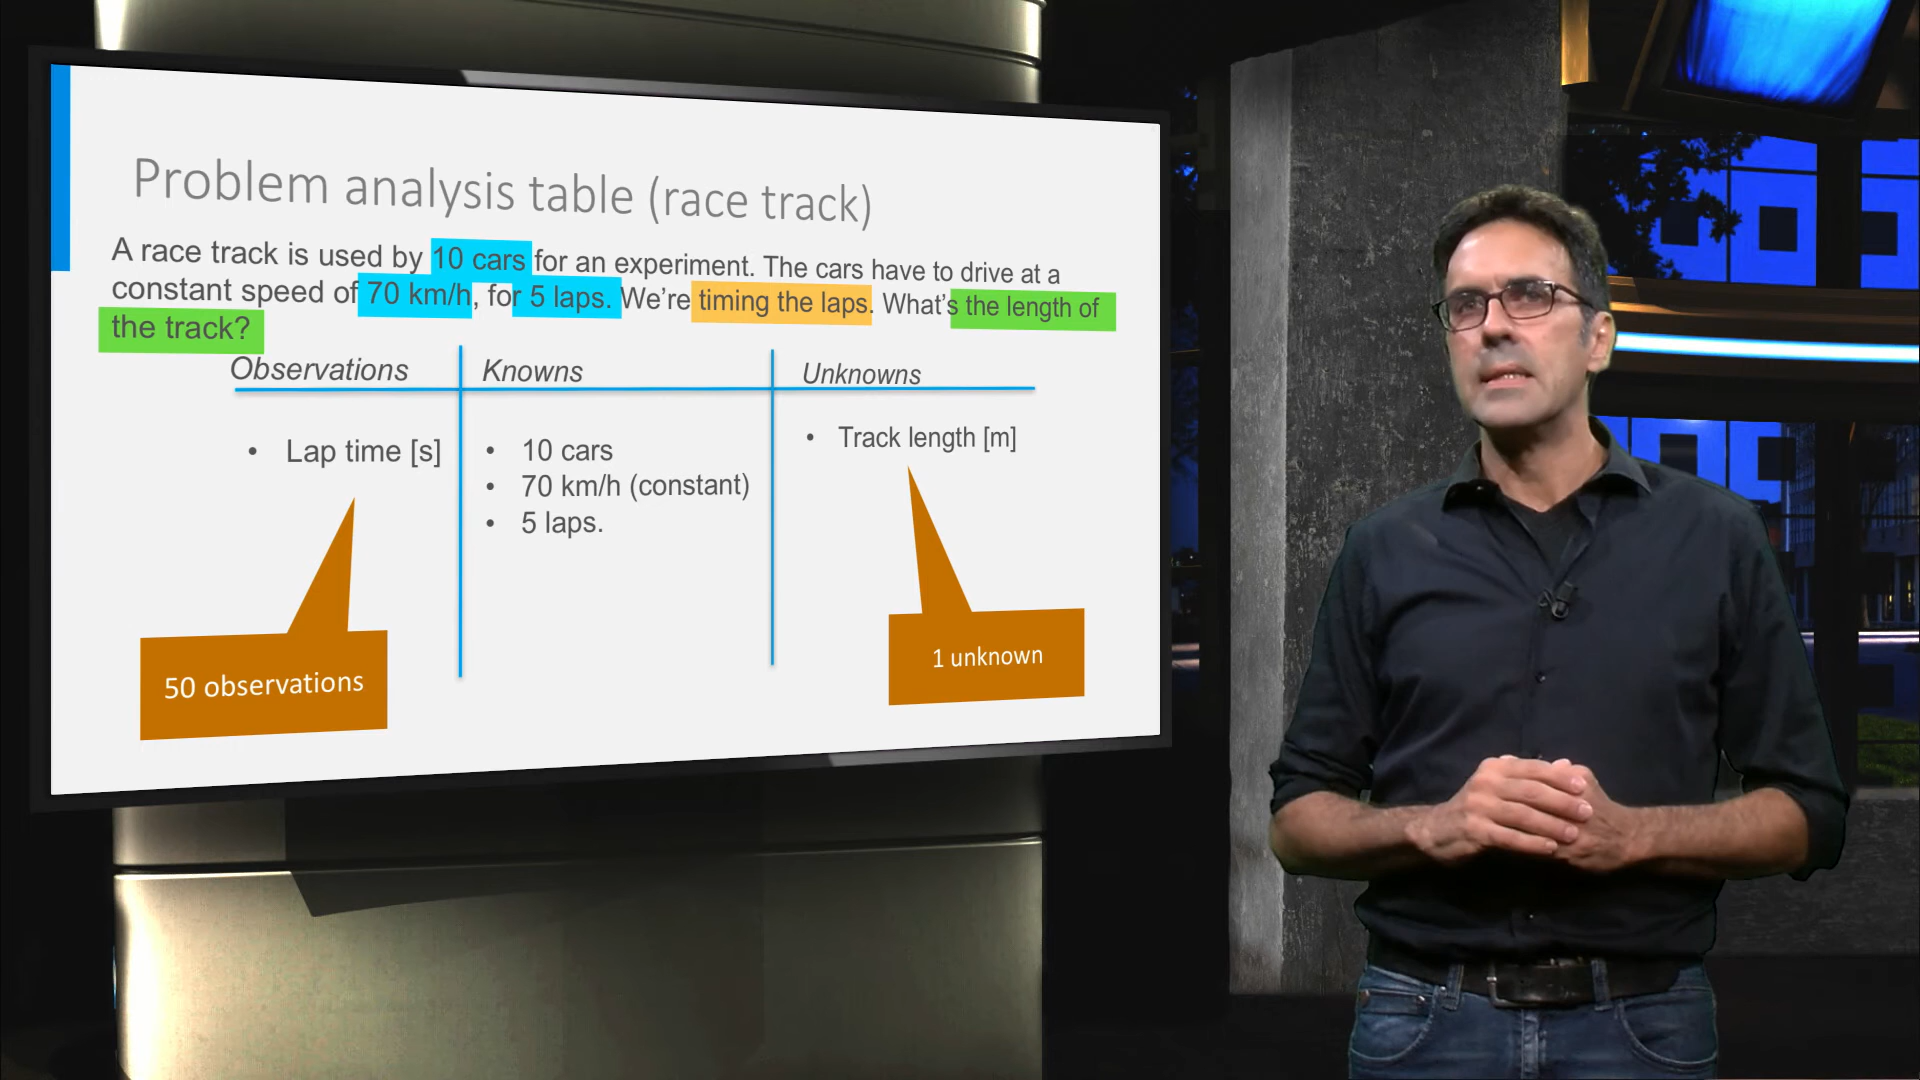 Problem analysis table (race track)
A race track is used by 10 cars for an experiment. The cars have to drive at a
constant speed of 70 km/h, for 5 laps. We’re timing the laps. What’s the length of
the track?
Observations Knowns Unknowns
• Lap time [s]
• 10 cars
• 70 km/h (constant)
• 5 laps.
• Track length [m]
50 observations
1 unknown